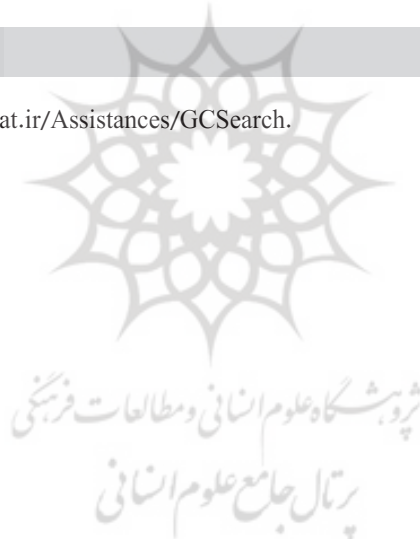 at.ir/Assistances/GCSearch.
پژوهشگاه علوم انسانی و مطالعات فرهنگی
پرتال جامع علوم انسانی